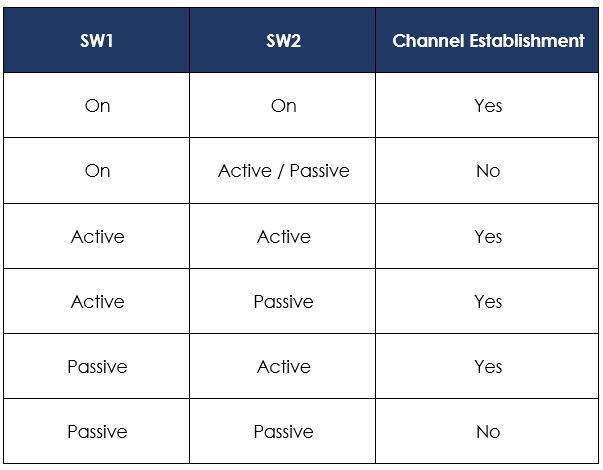 SW1 SW2 Channel Establishment
On On Yes
On Active / Passive No
Active Active Yes
Active Passive Yes
Passive Active Yes
Passive Passive No